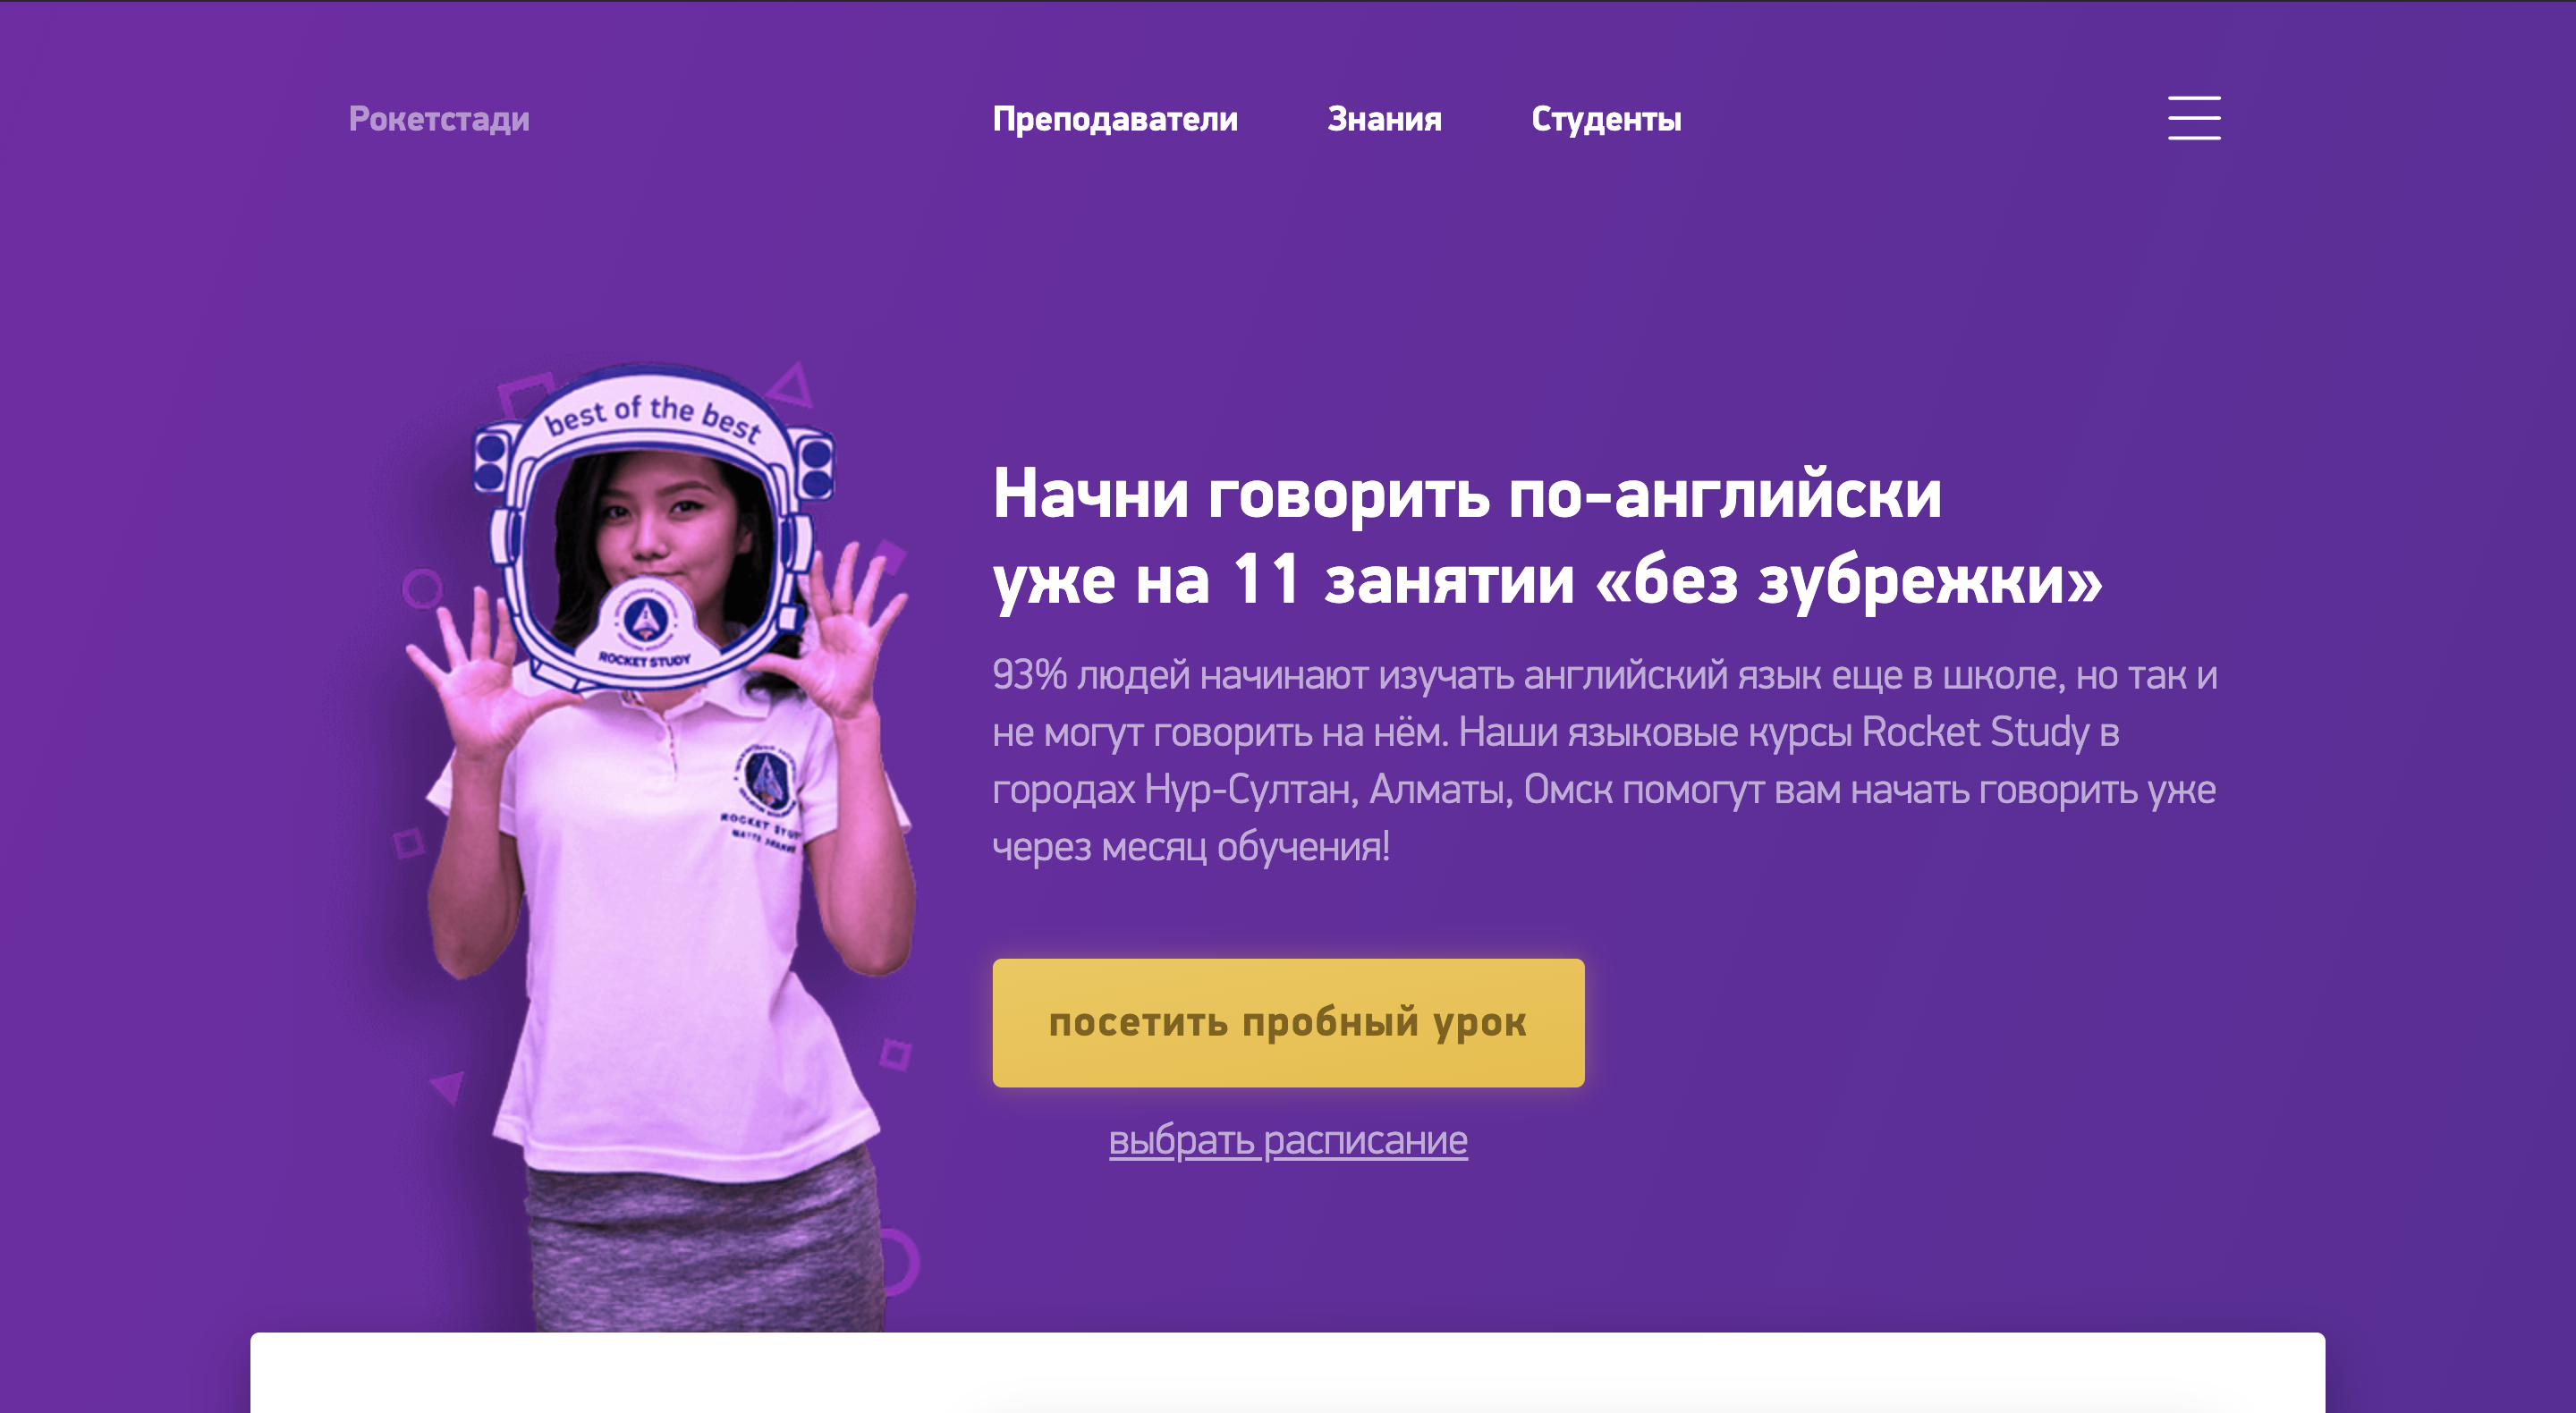 Рокетстади
Преподаватели
Знания
Студенты
best of the best
ROCKET STUDY
ROCKET STUDY
Начни говорить по-английски
уже на 11 занятии «без зубрежки»
93% людей начинают изучать английский язык еще в школе, но так и
не могут говорить на нём. Наши языковые курсы Rocket Study в
городах Нур-Султан, Алматы, Омск помогут вам начать говорить уже
через месяц обучения!
посетить пробный урок
выбрать расписание